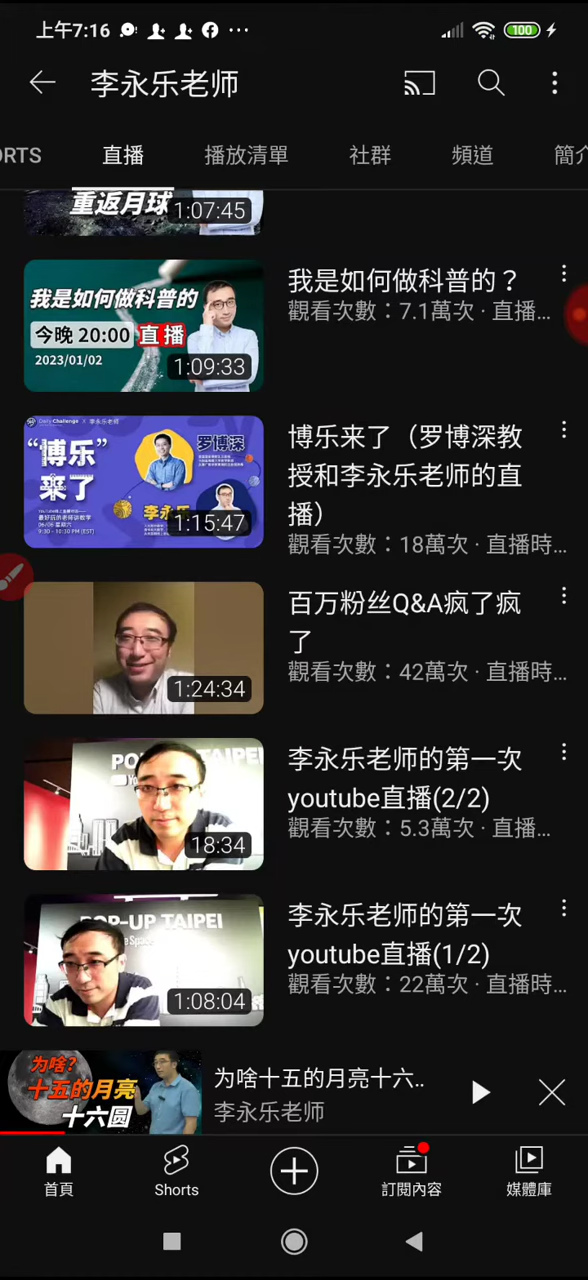 上午7:16
100
李永乐老师
ORTS
直播
播放清單
社群
頻道
簡介
重返月球
1:07:45
我是如何做科普的
今晚 20:00 直播
2023/01/02
1:09:33
我是如何做科普的？
觀看次數：7.1萬次 · 直播...
Daily Challenge X 李永乐老师
“博乐”
来了
罗博深
李永乐
1:15:47
博乐来了（罗博深教
授和李永乐老师的直
播）
觀看次數：18萬次 · 直播時...
1:24:34
百万粉丝Q&A疯了疯
了
觀看次數：42萬次 · 直播時...
18:34
李永乐老师的第一次
youtube直播(2/2)
觀看次數：5.3萬次 · 直播...
POP-UP TAIPEI
e Space
1:08:04
李永乐老师的第一次
youtube直播(1/2)
觀看次數：22萬次 · 直播時...
为啥?
十五的月亮
十六圆
为啥十五的月亮十六...
李永乐老师
首頁
Shorts
訂閱內容
媒體庫